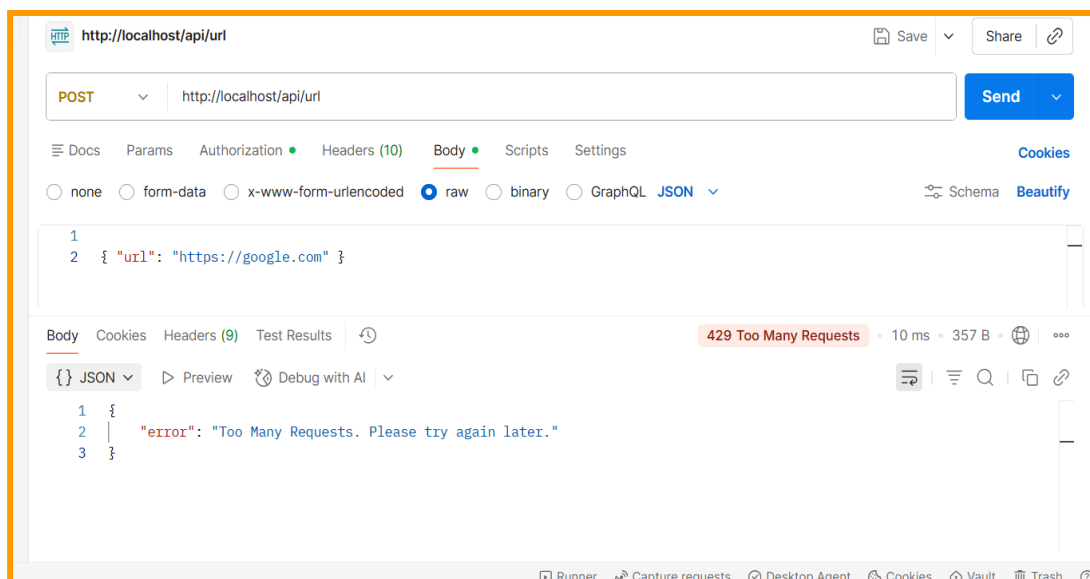 HTTP http://localhost/api/url Save Share
POST http://localhost/api/url Send
Docs Params Authorization Headers (10) Body Scripts Settings Cookies
none form-data x-www-form-urlencoded raw binary GraphQL JSON Schema Beautify
1
2 { "url": "https://google.com" }
Body Cookies Headers (9) Test Results 429 Too Many Requests 10 ms 357 B
{} JSON Preview Debug with AI
1 {
2 "error": "Too Many Requests. Please try again later."
3 }
Runner Capture requests Desktop Agent Cookies Vault Trash